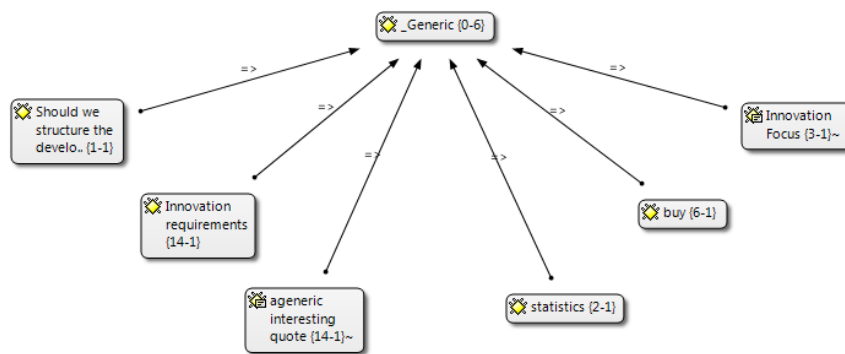 _Generic {0-6}
=>
=>
=>
=>
=>
=>
Should we
structure the
develo.. {1-1}
Innovation
Focus {3-1}~
Innovation
requirements
{14-1}
buy {6-1}
ageneric
interesting
quote {14-1}~
statistics {2-1}